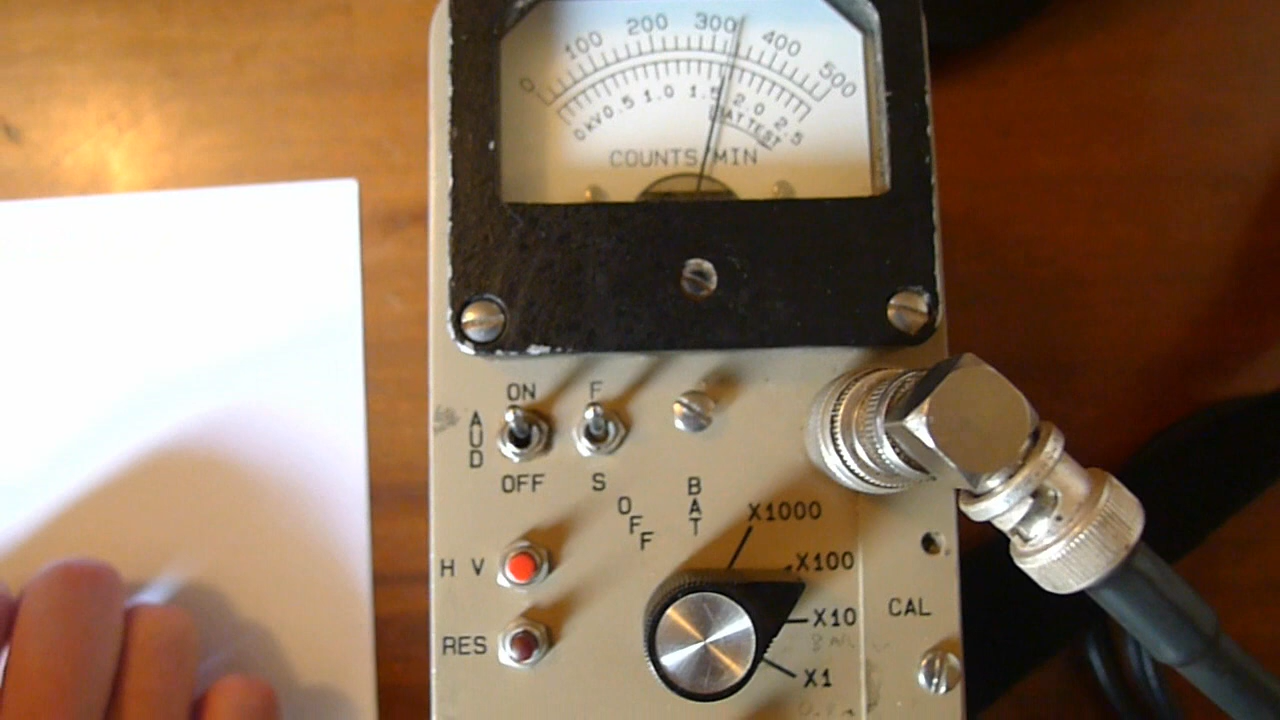 0 100 200 300 400 500
0 KV 0.5 1.0 1.5 2.0 2.5
BAT TEST
COUNTS/MIN
ON F
AUD
OFF S
OFF
BAT
X1000
X100
H V
X10
CAL
RES
X1